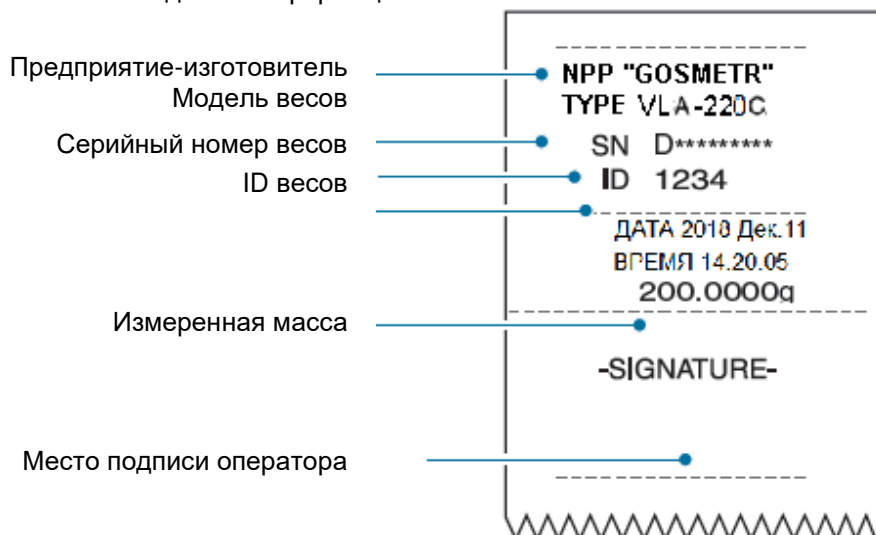 Предприятие-изготовитель
Модель весов
Серийный номер весов
ID весов
Измеренная масса
Место подписи оператора
NPP "GOSMETR"
TYPE VLA-220C
SN D*********
ID 1234
ДАТА 2018 Дек.11
ВРЕМЯ 14.20.05
200.0000g
-SIGNATURE-